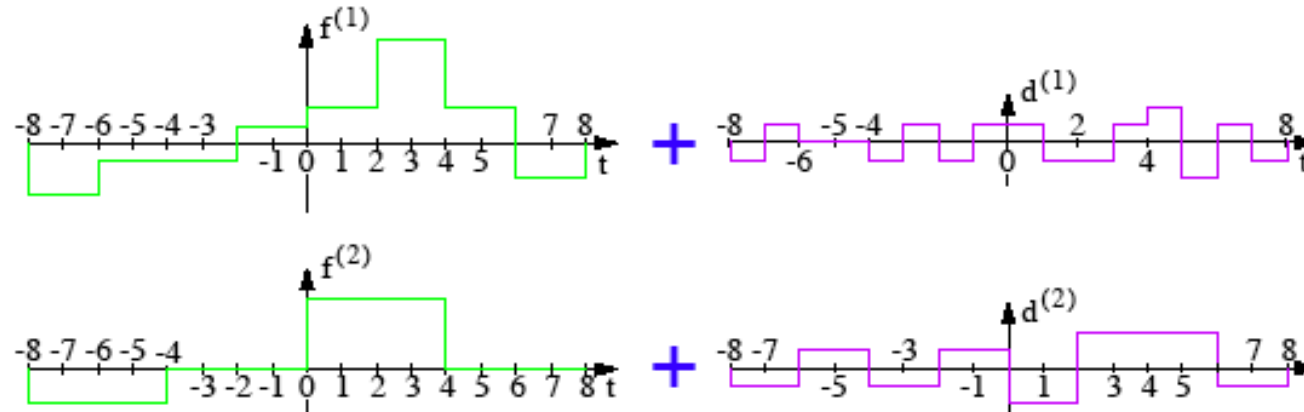 f(1)
-8 -7 -6 -5 -4 -3 7 8
-1 0 1 2 3 4 5 t
+
d(1)
-8 -5 -4 2 8
-6 0 4 t
f(2)
-8 -7 -6 -5 -4
-3 -2 -1 0 1 2 3 4 5 6 7 8 t
+
d(2)
-8 -7 -3 7 8
-5 -1 1 3 4 5 t